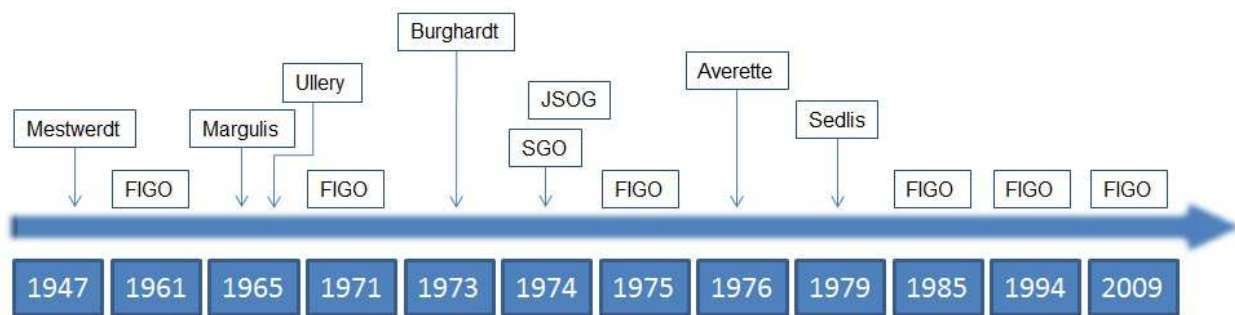 Burghardt
Ullery
Averette
JSOG
Mestwerdt
Margulis
Sedlis
SGO
FIGO
FIGO
FIGO
FIGO
FIGO
FIGO
1947
1961
1965
1971
1973
1974
1975
1976
1979
1985
1994
2009